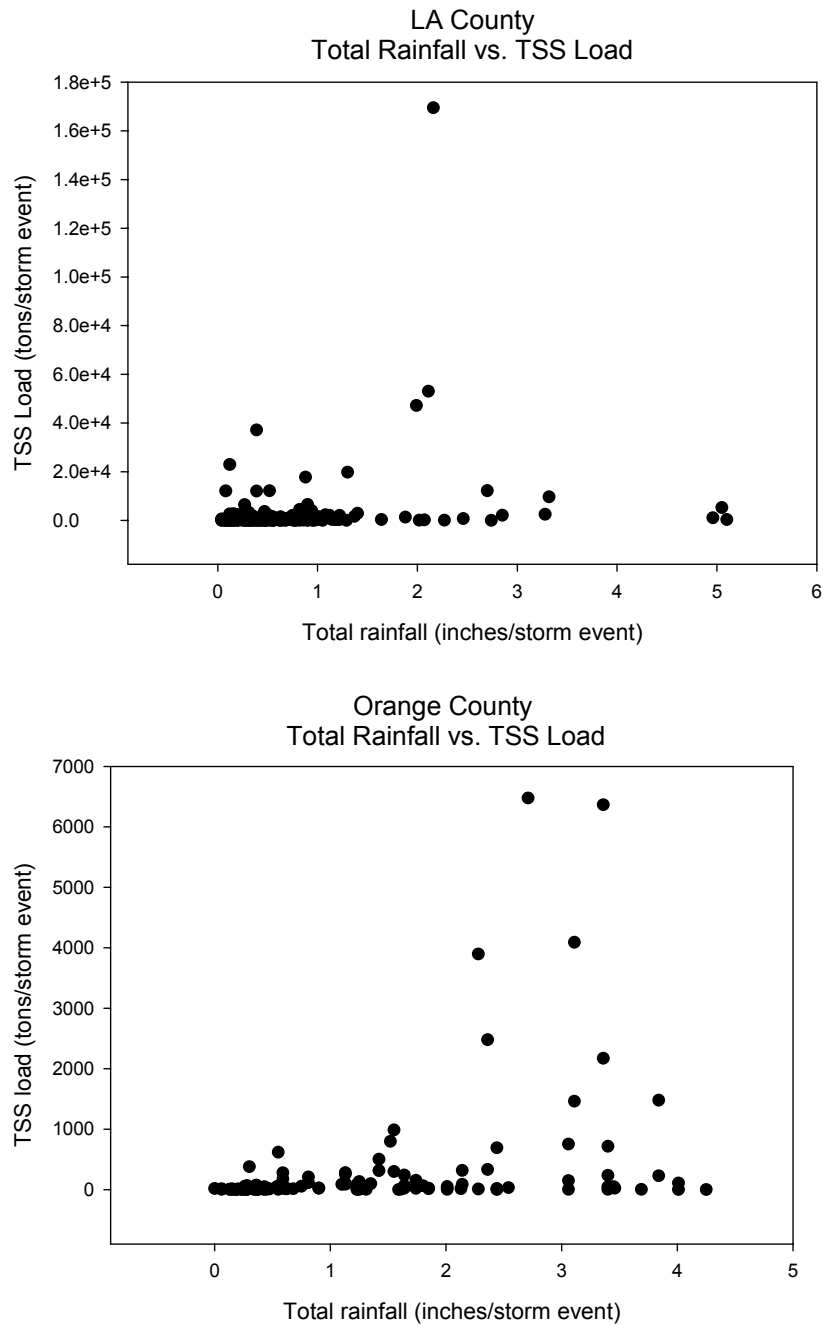 LA County
Total Rainfall vs. TSS Load
1.8e+5
1.6e+5
1.4e+5
1.2e+5
1.0e+5
8.0e+4
6.0e+4
4.0e+4
2.0e+4
0.0
TSS Load (tons/storm event)
0 1 2 3 4 5 6
Total rainfall (inches/storm event)
Orange County
Total Rainfall vs. TSS Load
7000
6000
5000
4000
3000
2000
1000
0
TSS load (tons/storm event)
0 1 2 3 4 5
Total rainfall (inches/storm event)